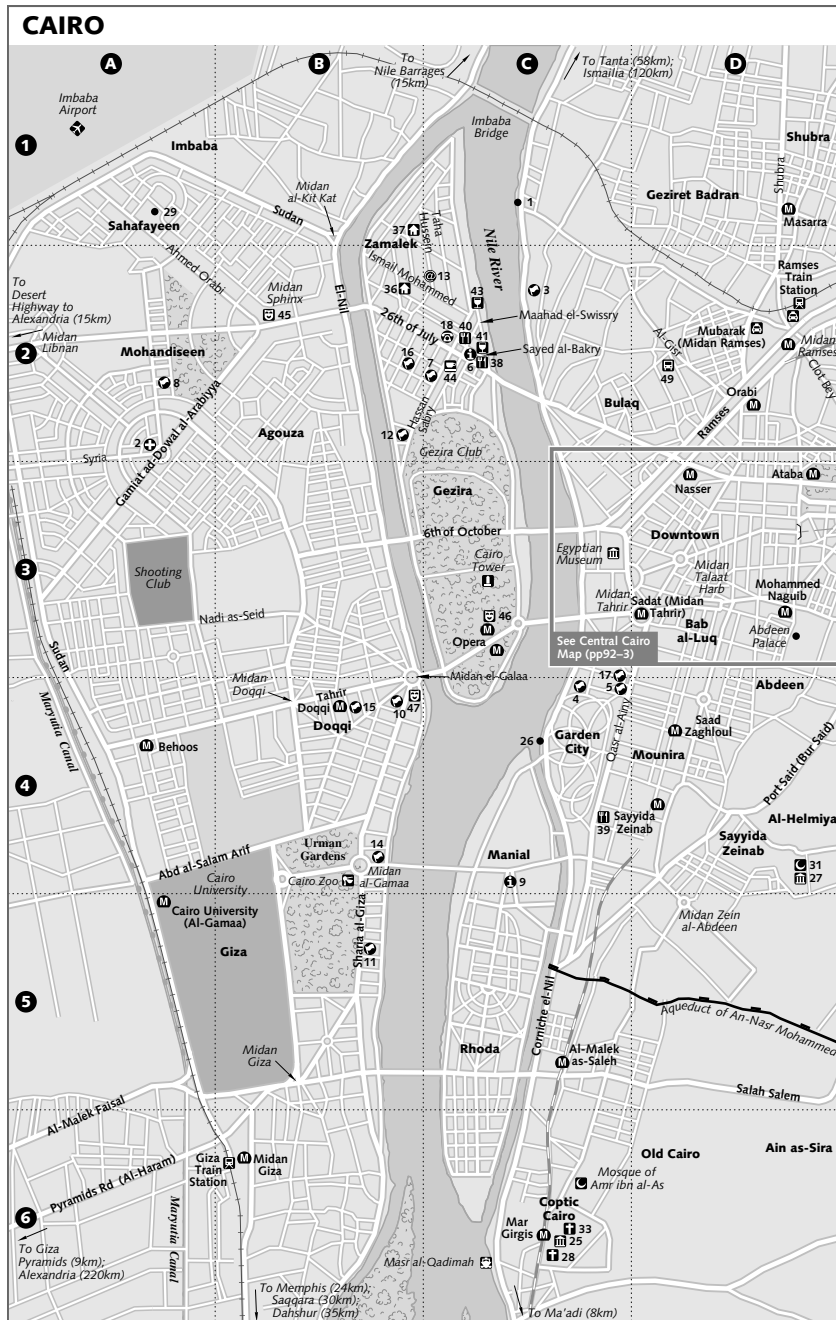 CAIRO
A
B
C
D
To
Nile Barrages
(15km)
To Tanta (58km);
Ismailia (120km)
Imbaba
Airport
1
Imbaba
Imbaba
Bridge
Shubra
Shubra
Geziret Badran
Midan
al-Kit Kat
29
Sahafayeen
Sudan
1
M
Masarra
37
Taha
Hussein
Zamalek
Nile River
Ahmed Orabi
Ismail Mohammed
@ 13
Ramses
Train
Station
To
Desert
Highway to
Alexandria (15km)
Midan
Sphinx
El-Nil
36
43
3
45
Maahad el-Swissry
26th of July
18
40
41
Mubarak
(Midan Ramses)
Midan
Libnan
2
Mohandiseen
Sayed al-Bakry
Al Gisr
M
Midan
Ramses
16
7
44
6
38
49
Clot Bey
8
Bulaq
Orabi
M
Hassan
Sabry
Ramses
12
Agouza
2
Syria
Gamiat ad-Dowal al-Arabiyya
Gezira Club
Gezira
M
Nasser
Ataba M
6th of October
Downtown
Egyptian
Museum
3
Shooting
Club
Cairo
Tower
Midan
Talaat
Harb
Mohammed
Naguib
M
Midan
Tahrir
Sadat (Midan
Tahrir)
M
Nadi as-Seid
46
M
Opera
M
Bab
al-Luq
Abdeen
Palace
See Central Cairo
Map (pp92–3)
Sudan
Midan
Doqqi
Midan el-Galaa
17
5
4
Abdeen
Maryutia Canal
Tahrir
Doqqi M 15
Doqqi
10
47
Qasr al-Ainy
Garden
City
26
Saad
Zaghloul
M
Mounira
M Behoos
4
Port Said (Bur Said)
Al-Helmiya
M
Sayyida
Zeinab
39
Sayyida
Zeinab
Urman
Gardens
14
Manial
Abd al-Salam Arif
Cairo
University
Cairo Zoo
Midan
al-Gamaa
9
31
27
M
Cairo University
(Al-Gamaa)
Midan Zein
al-Abdeen
Giza
Sharia al-Giza
11
5
Corniche el-Nil
Aqueduct of An-Nasr Mohammed
Midan
Giza
Rhoda
M
Al-Malek
as-Saleh
Salah Salem
Al-Malek Faisal
Old Cairo
Ain as-Sira
Giza
Train
Station
M Midan
Giza
Pyramids Rd (Al-Haram)
Mosque of
Amr ibn al-As
6
Maryutia Canal
Coptic
Cairo
33
Mar
Girgis
M
25
28
To Giza
Pyramids (9km);
Alexandria (220km)
Masr al-Qadimah
To Memphis (24km);
Saqqara (30km);
Dahshur (35km)
To Ma'adi (8km)